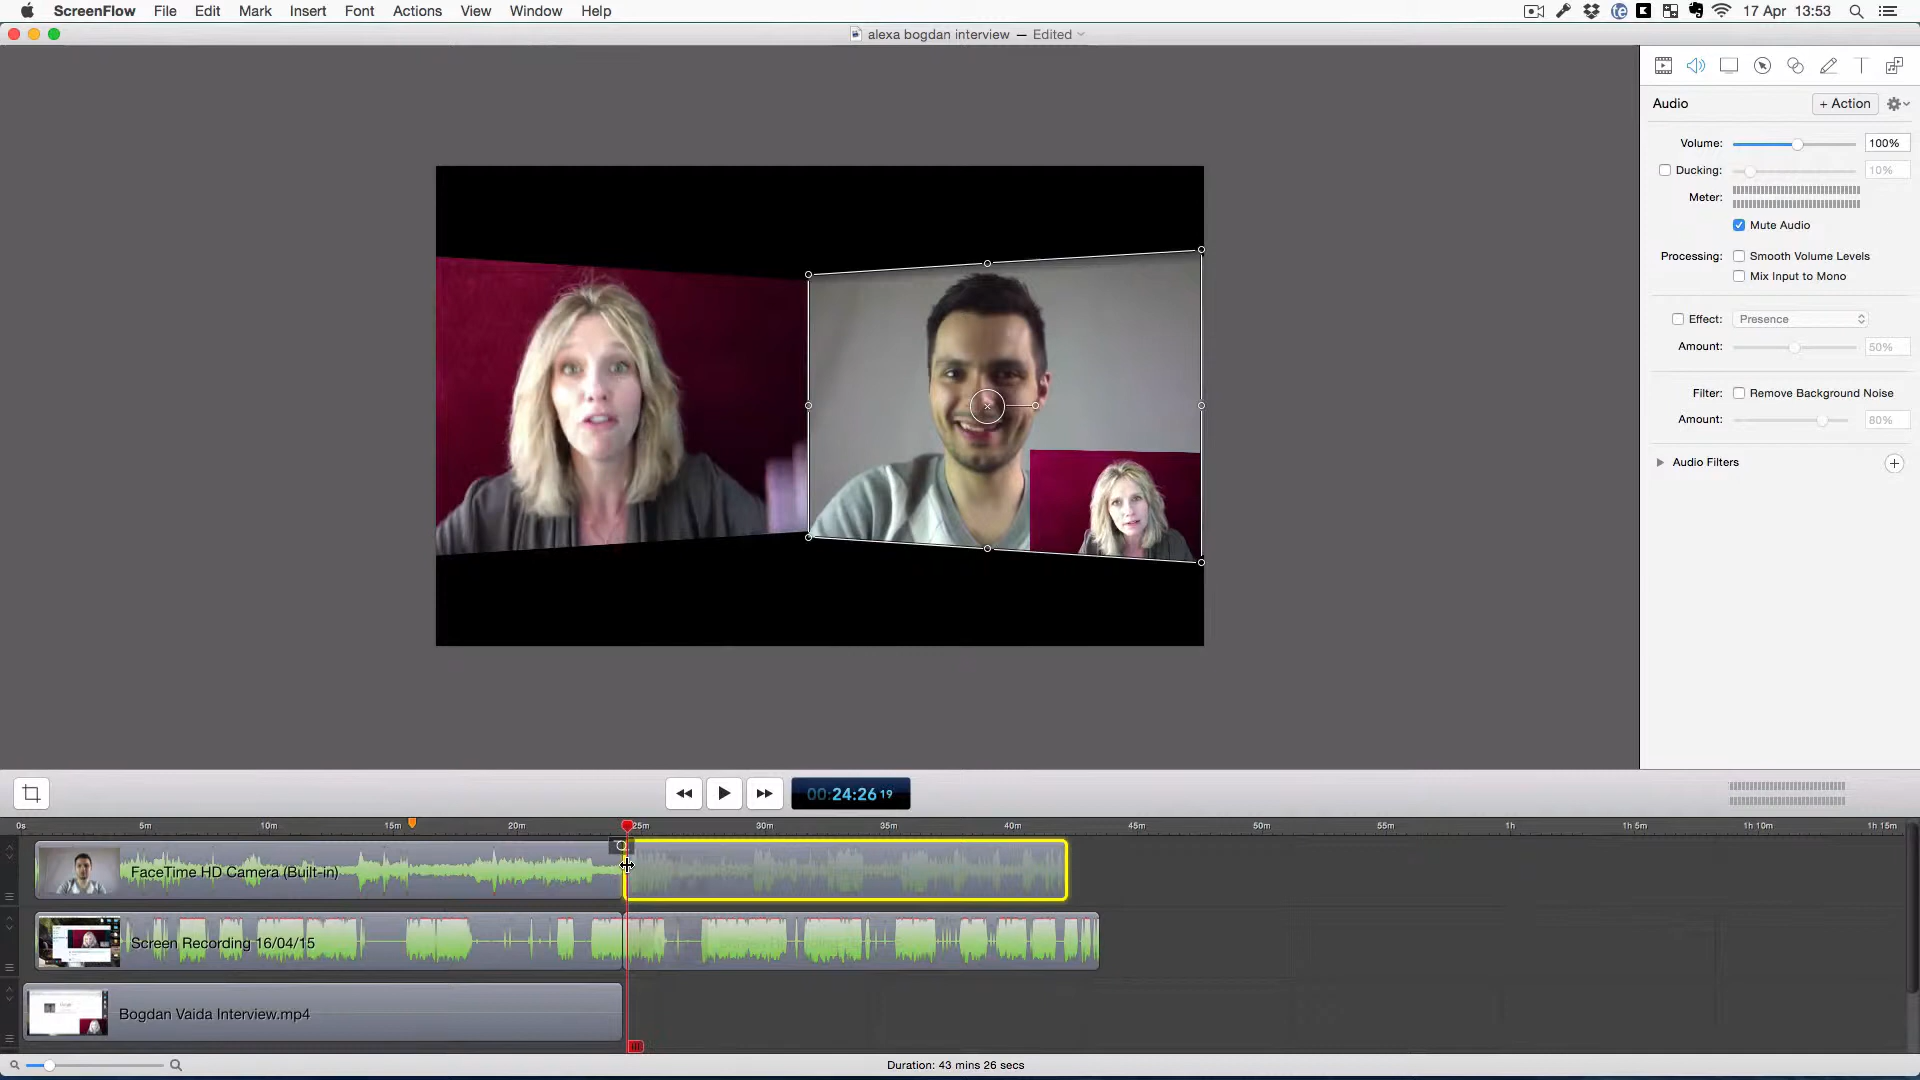 ScreenFlow File Edit Mark Insert Font Actions View Window Help 17 Apr 13:53
alexa bogdan interview — Edited
Audio + Action
Volume: 100%
Ducking: 10%
Meter:
Mute Audio
Processing: Smooth Volume Levels
Mix Input to Mono
Effect: Presence
Amount: 50%
Filter: Remove Background Noise
Amount: 80%
Audio Filters
00:24:26 19
0s 5m 10m 15m 20m 25m 30m 35m 40m 45m 50m 55m 1h 1h 5m 1h 10m 1h 15m
FaceTime HD Camera (Built-in)
Screen Recording 16/04/15
Bogdan Vaida Interview.mp4
Duration: 43 mins 26 secs